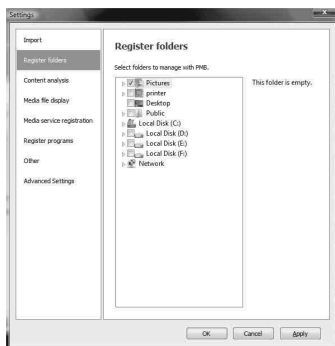 Settings
Import
Register folders
Content analysis
Media file display
Media service registration
Register programs
Other
Advanced Settings
Register folders
Select folders to manage with PMB.
Pictures
printer
Desktop
Public
Local Disk (C:)
Local Disk (D:)
Local Disk (E:)
Local Disk (F:)
Network
This folder is empty.
OK
Cancel
Apply